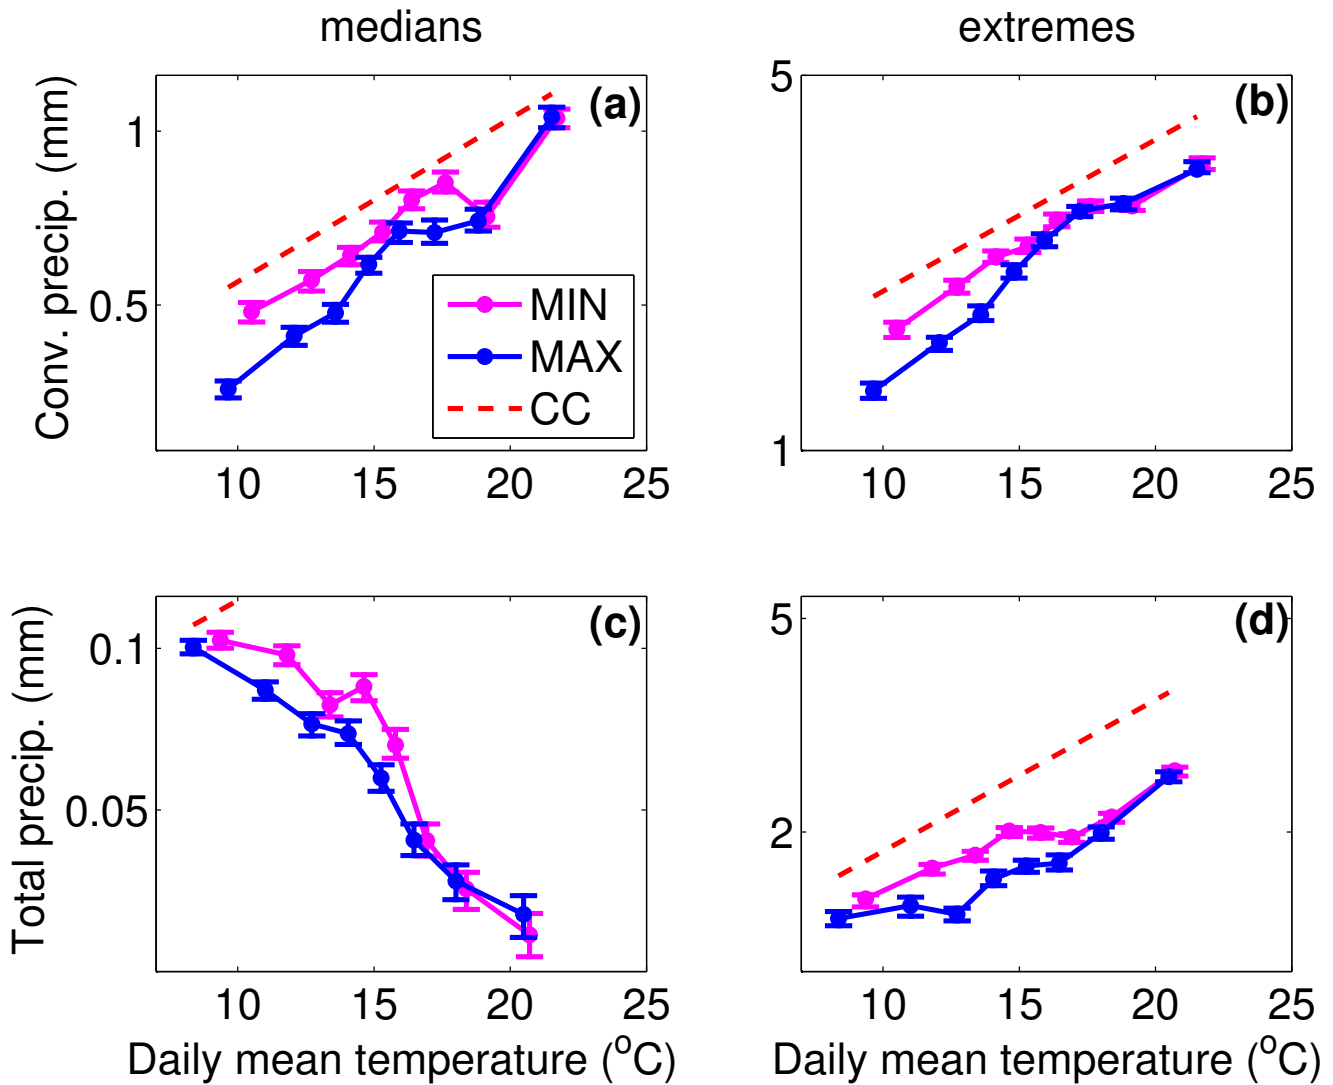 medians
extremes
Conv. precip. (mm)
1
0.5
(a)
MIN
MAX
CC
10 15 20 25
5
1
(b)
10 15 20 25
Total precip. (mm)
0.1
0.05
(c)
10 15 20 25
Daily mean temperature (°C)
5
2
(d)
10 15 20 25
Daily mean temperature (°C)